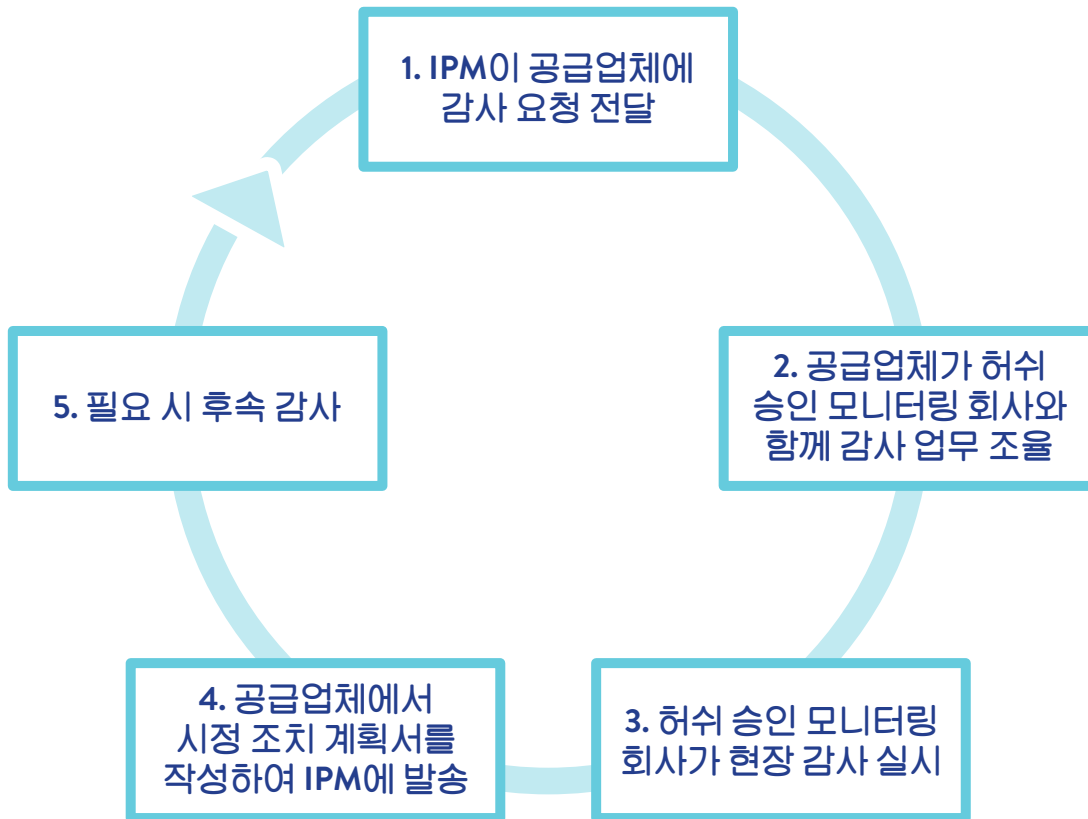 1. IPM이 공급업체에
감사 요청 전달
2. 공급업체가 허쉬
승인 모니터링 회사와
함께 감사 업무 조율
3. 허쉬 승인 모니터링
회사가 현장 감사 실시
4. 공급업체에서
시정 조치 계획서를
작성하여 IPM에 발송
5. 필요 시 후속 감사